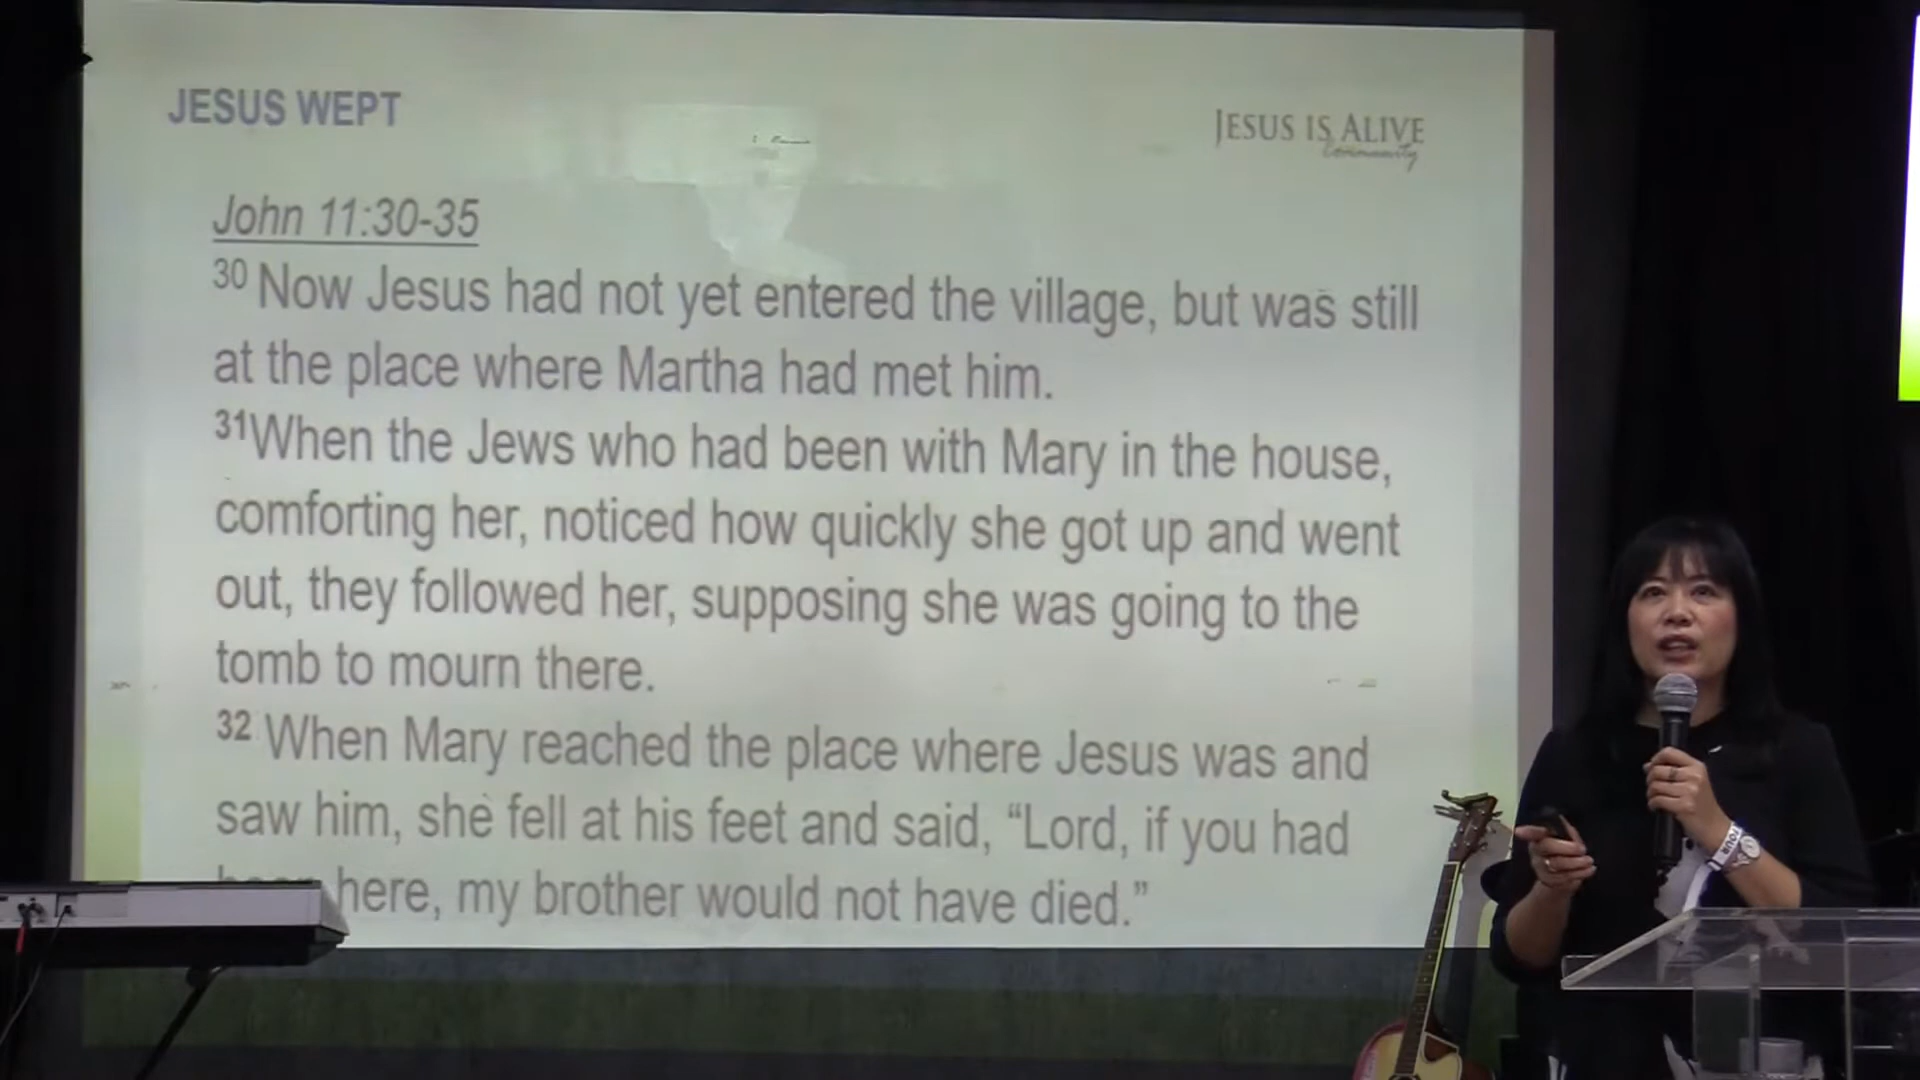 JESUS WEPT
JESUS IS ALIVE
Community
John 11:30-35
30 Now Jesus had not yet entered the village, but was still
at the place where Martha had met him.
31When the Jews who had been with Mary in the house,
comforting her, noticed how quickly she got up and went
out, they followed her, supposing she was going to the
tomb to mourn there.
32 When Mary reached the place where Jesus was and
saw him, she fell at his feet and said, “Lord, if you had
been here, my brother would not have died.”
TOUR